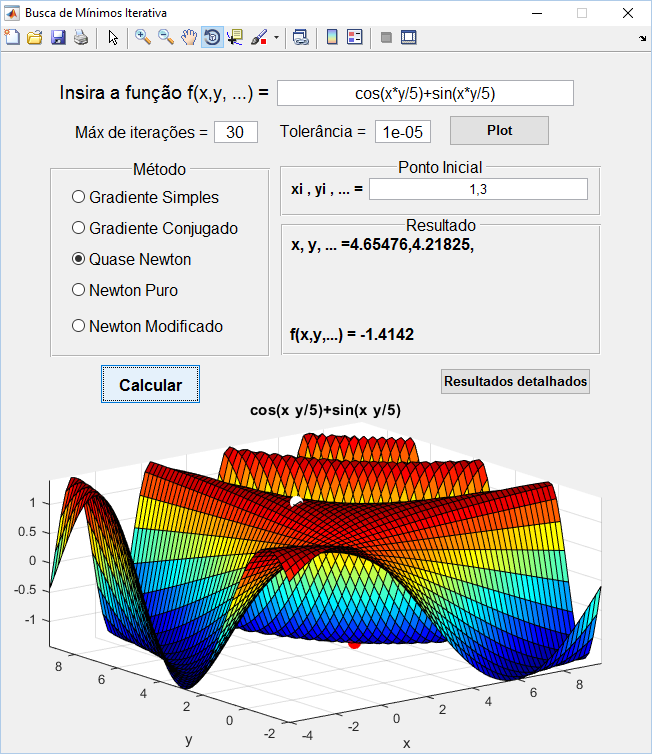 Busca de Mínimos Iterativa
Insira a função f(x,y, ...) = cos(x*y/5)+sin(x*y/5)
Máx de iterações = 30 Tolerância = 1e-05 Plot
Método
Gradiente Simples
Gradiente Conjugado
Quase Newton
Newton Puro
Newton Modificado
Ponto Inicial
xi , yi , ... = 1,3
Resultado
x, y, ... =4.65476,4.21825,
f(x,y,...) = -1.4142
Calcular
Resultados detalhados
cos(x y/5)+sin(x y/5)
1
0.5
0
-0.5
-1
8
6
4
2
0
-2
y
-4
-2
0
2
4
6
8
x